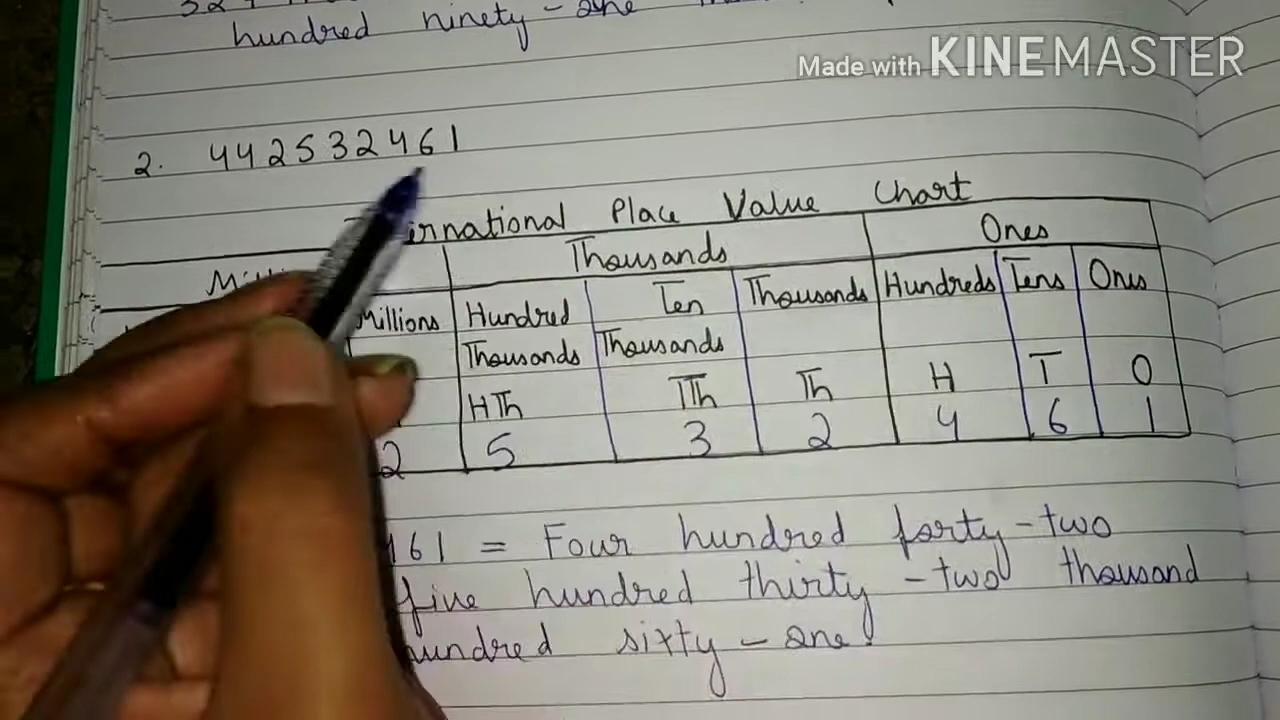 hundred ninety-one
Made with KINEMASTER
2. 442532461
International Place Value Chart
Thousands Ones
Millions Hundred Thousands Ten Thousands Thousands Hundreds Tens Ones
HTh TTh Th H T O
2 5 3 2 4 6 1
461 = Four hundred forty-two
five hundred thirty-two thousand
hundred sixty-one.